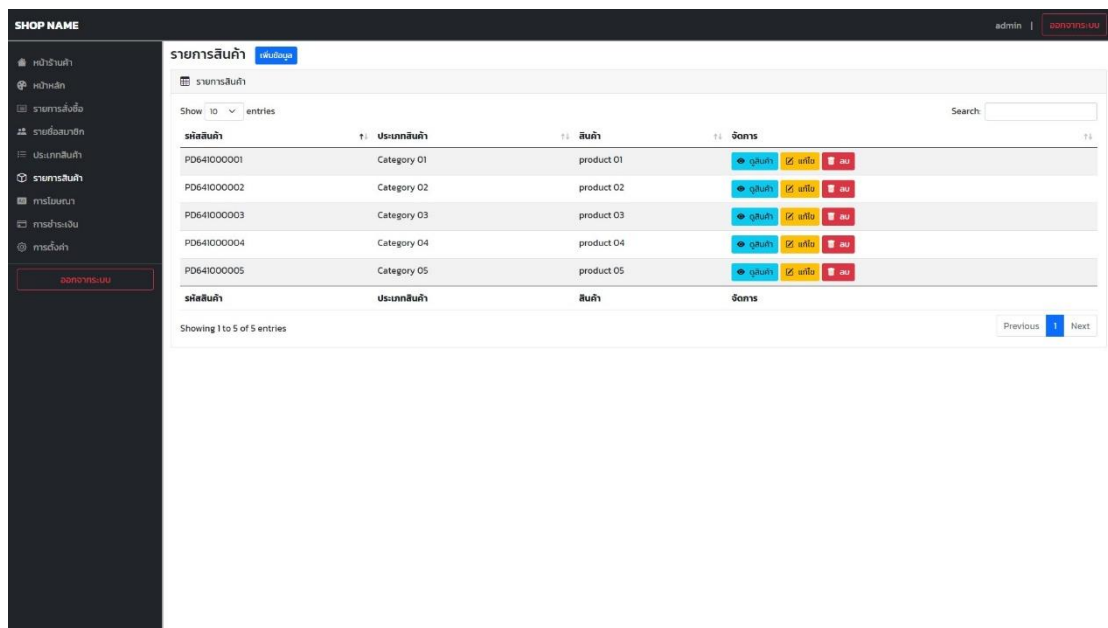 SHOP NAME
admin | ออกจากระบบ
หน้าร้านค้า
หน้าหลัก
รายการสั่งซื้อ
รายชื่อสมาชิก
ประเภทสินค้า
รายการสินค้า
การโฆษณา
การชำระเงิน
การตั้งค่า
ออกจากระบบ
รายการสินค้า เพิ่มข้อมูล
รายการสินค้า
Show 10 entries Search:
รหัสสินค้า ประเภทสินค้า สินค้า จัดการ
PD641000001 Category 01 product 01 ดูสินค้า แก้ไข ลบ
PD641000002 Category 02 product 02 ดูสินค้า แก้ไข ลบ
PD641000003 Category 03 product 03 ดูสินค้า แก้ไข ลบ
PD641000004 Category 04 product 04 ดูสินค้า แก้ไข ลบ
PD641000005 Category 05 product 05 ดูสินค้า แก้ไข ลบ
รหัสสินค้า ประเภทสินค้า สินค้า จัดการ
Showing 1 to 5 of 5 entries Previous 1 Next